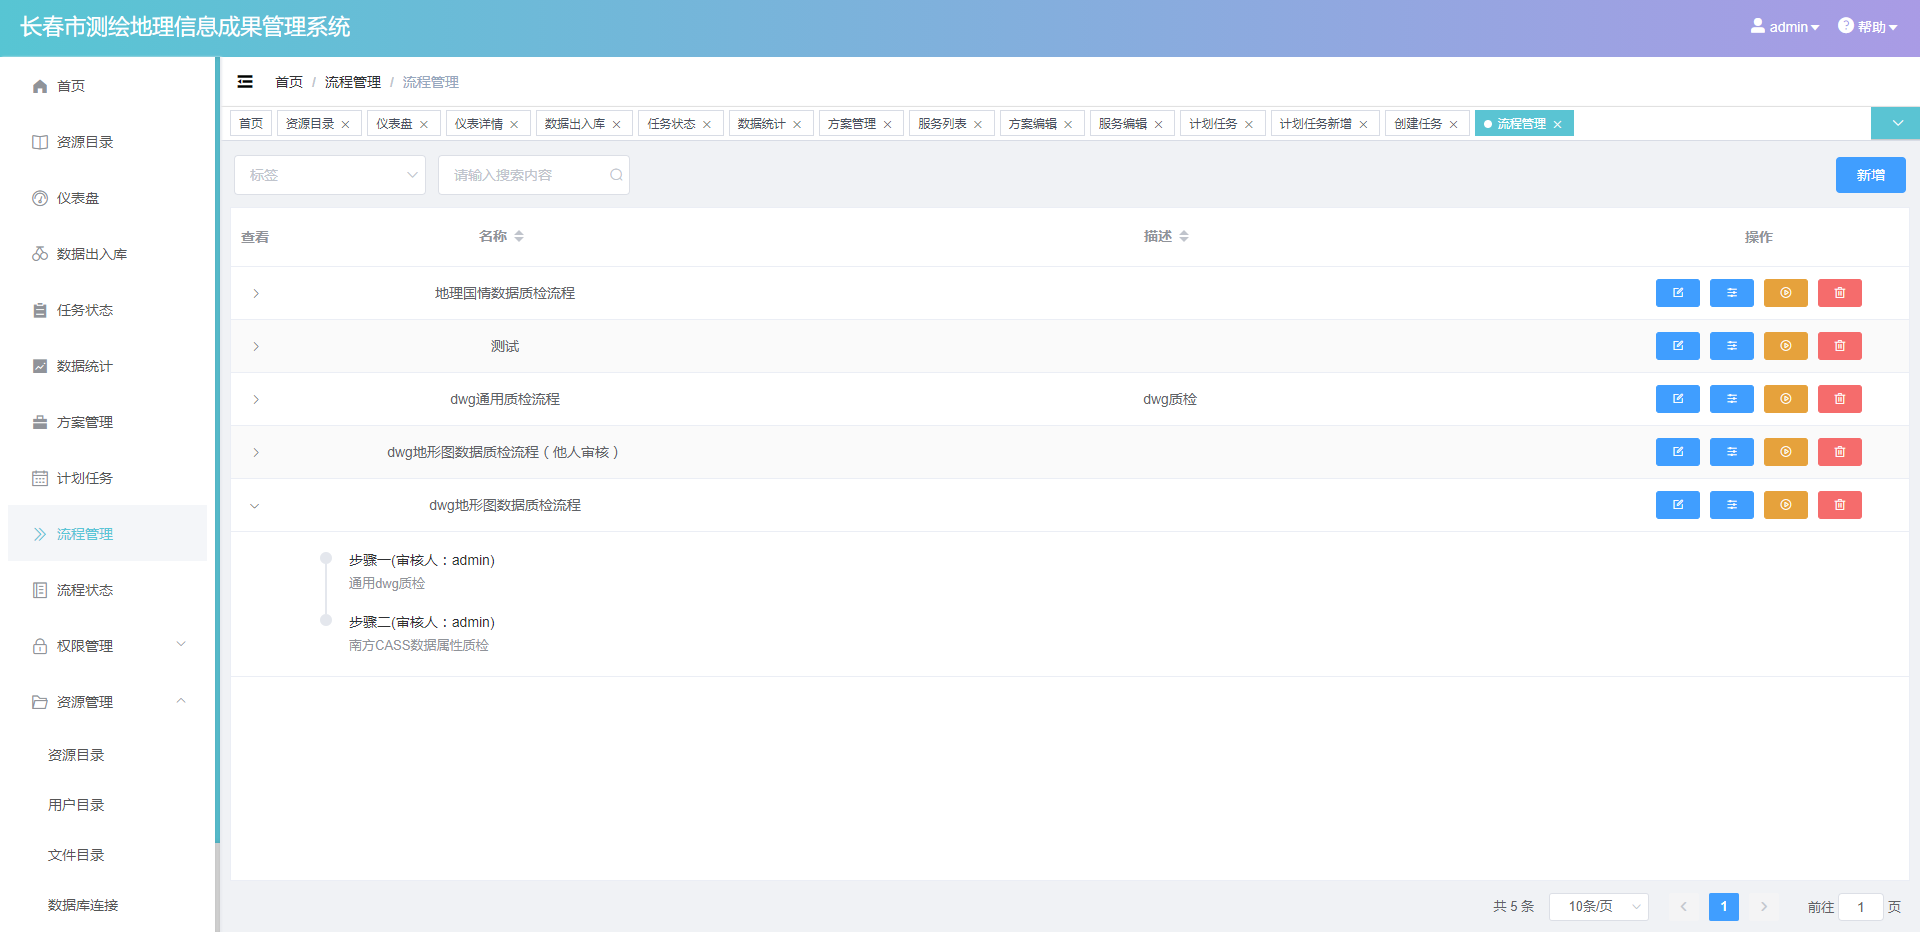 长春市测绘地理信息成果管理系统
admin
帮助
首页
资源目录
仪表盘
数据出入库
任务状态
数据统计
方案管理
计划任务
流程管理
流程状态
权限管理
资源管理
资源目录
用户目录
文件目录
数据库连接
首页 / 流程管理 / 流程管理
首页 资源目录 仪表盘 仪表详情 数据出入库 任务状态 数据统计 方案管理 服务列表 方案编辑 服务编辑 计划任务 计划任务新增 创建任务 流程管理
标签 请输入搜索内容 新增
查看 名称 描述 操作
地理国情数据质检流程
测试
dwg通用质检流程 dwg质检
dwg地形图数据质检流程（他人审核）
dwg地形图数据质检流程
步骤一(审核人：admin)
通用dwg质检
步骤二(审核人：admin)
南方CASS数据属性质检
共 5 条 10条/页 1 前往 1 页